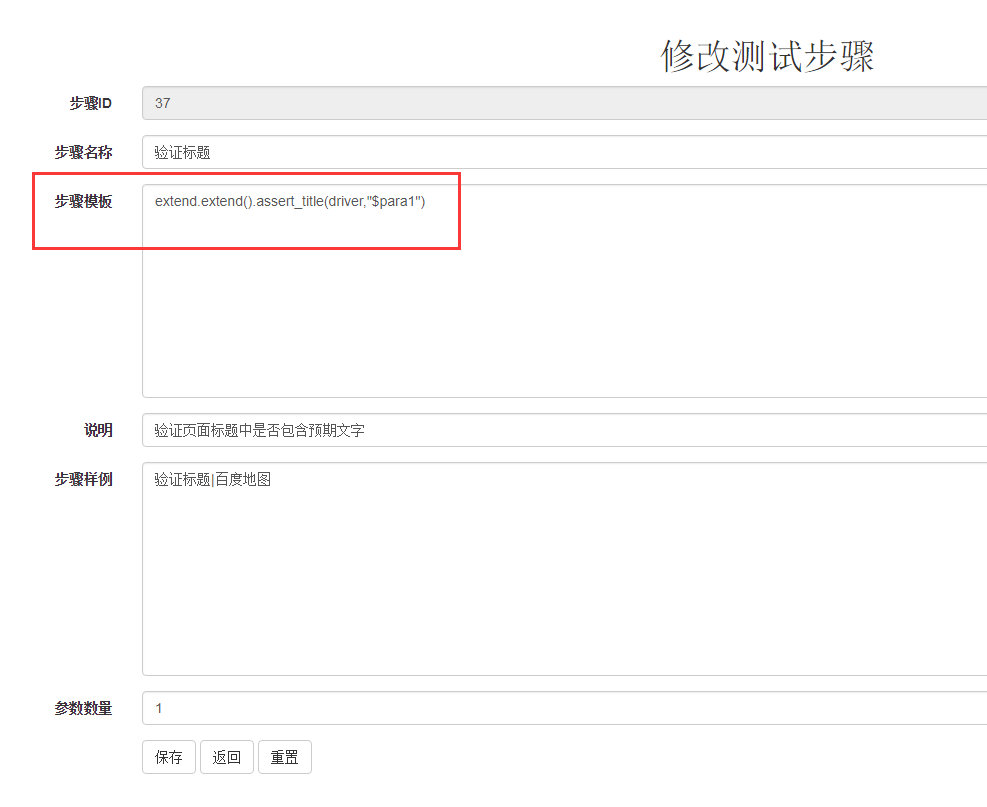 修改测试步骤
步骤ID 37
步骤名称 验证标题
步骤模板 extend.extend().assert_title(driver,"$para1")
说明 验证页面标题中是否包含预期文字
步骤样例 验证标题|百度地图
参数数量 1
保存 返回 重置